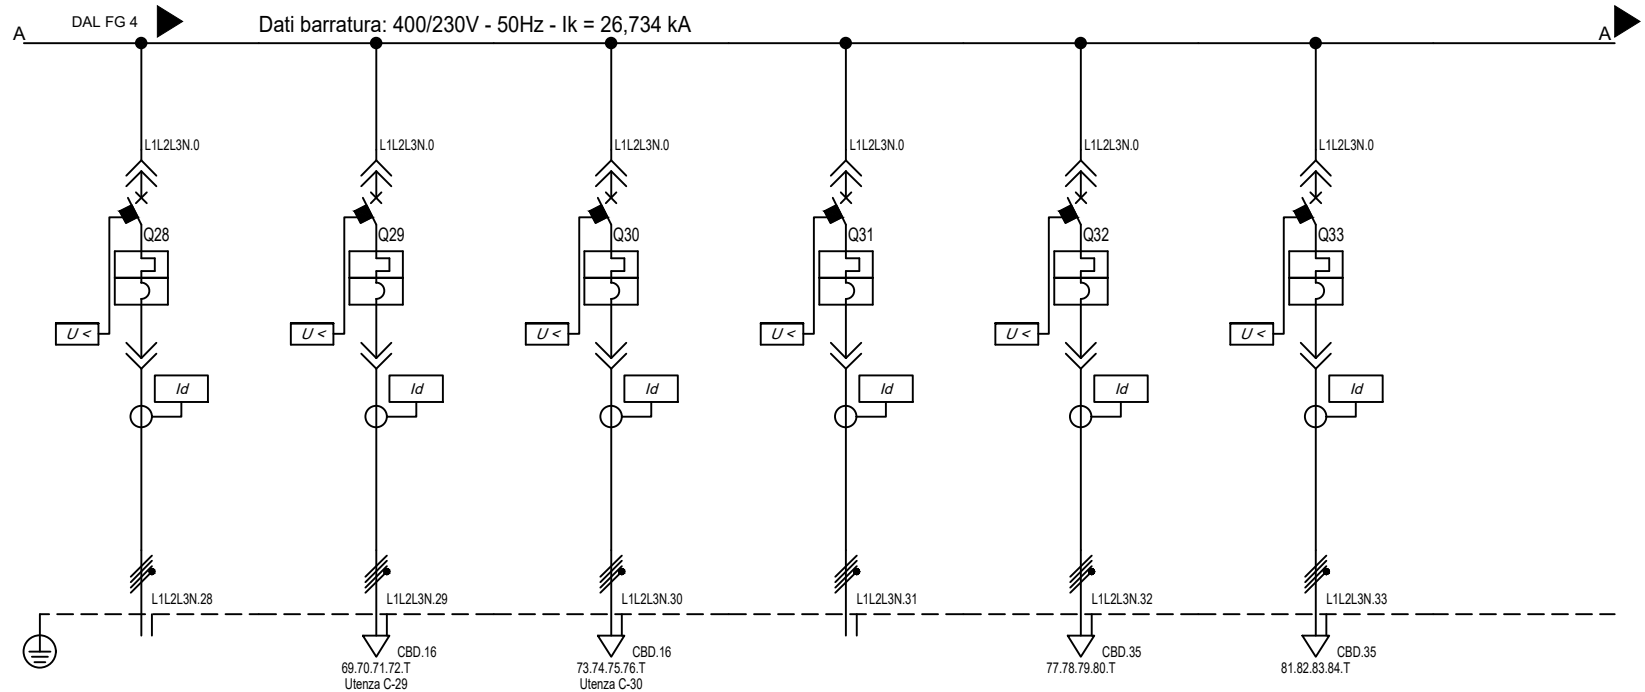 DAL FG 4
Dati barratura: 400/230V - 50Hz - Ik = 26,734 kA
A
A
L1L2L3N.0
L1L2L3N.0
L1L2L3N.0
L1L2L3N.0
L1L2L3N.0
L1L2L3N.0
Q28
Q29
Q30
Q31
Q32
Q33
U <
U <
U <
U <
U <
U <
Id
Id
Id
Id
Id
Id
L1L2L3N.28
L1L2L3N.29
L1L2L3N.30
L1L2L3N.31
L1L2L3N.32
L1L2L3N.33
CBD.16
69.70.71.72.T
Utenza C-29
CBD.16
73.74.75.76.T
Utenza C-30
CBD.35
77.78.79.80.T
CBD.35
81.82.83.84.T